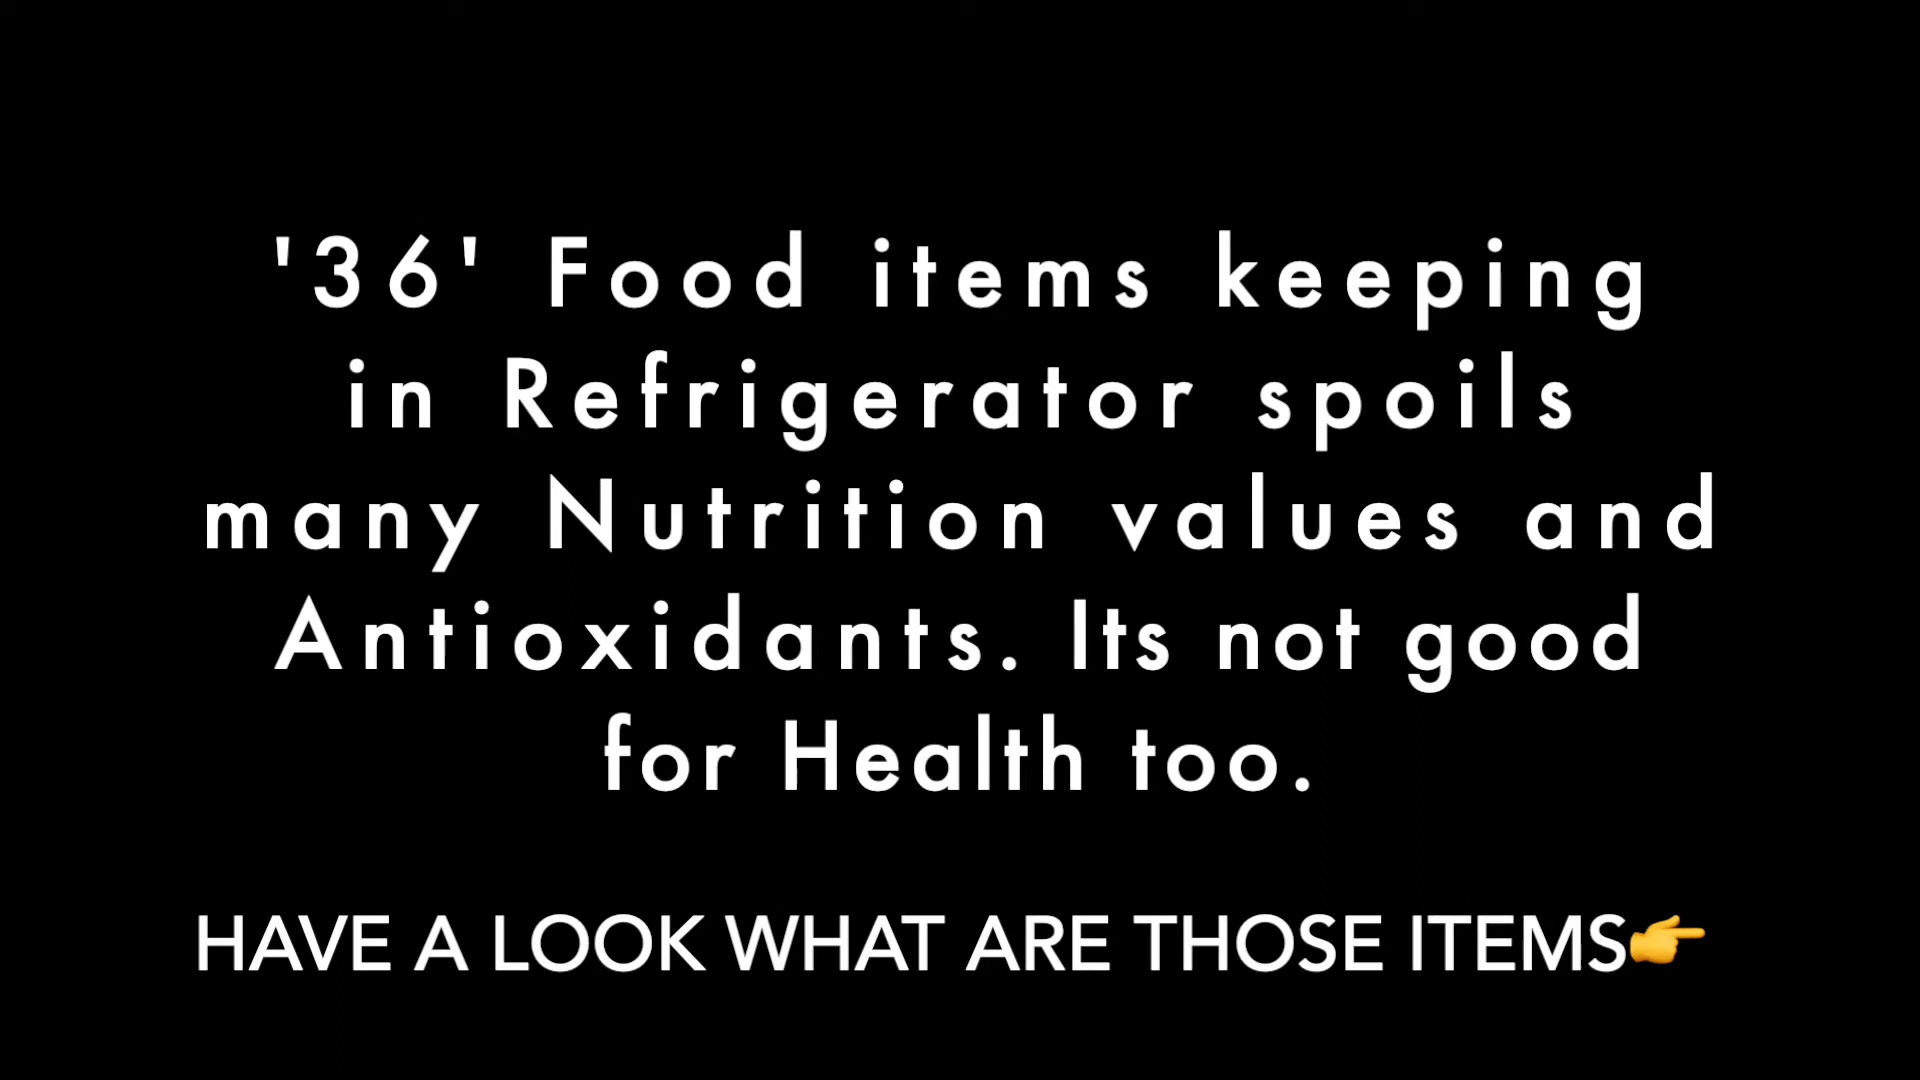 '36' Food items keeping
in Refrigerator spoils
many Nutrition values and
Antioxidants. Its not good
for Health too.
HAVE A LOOK WHAT ARE THOSE ITEMS👉